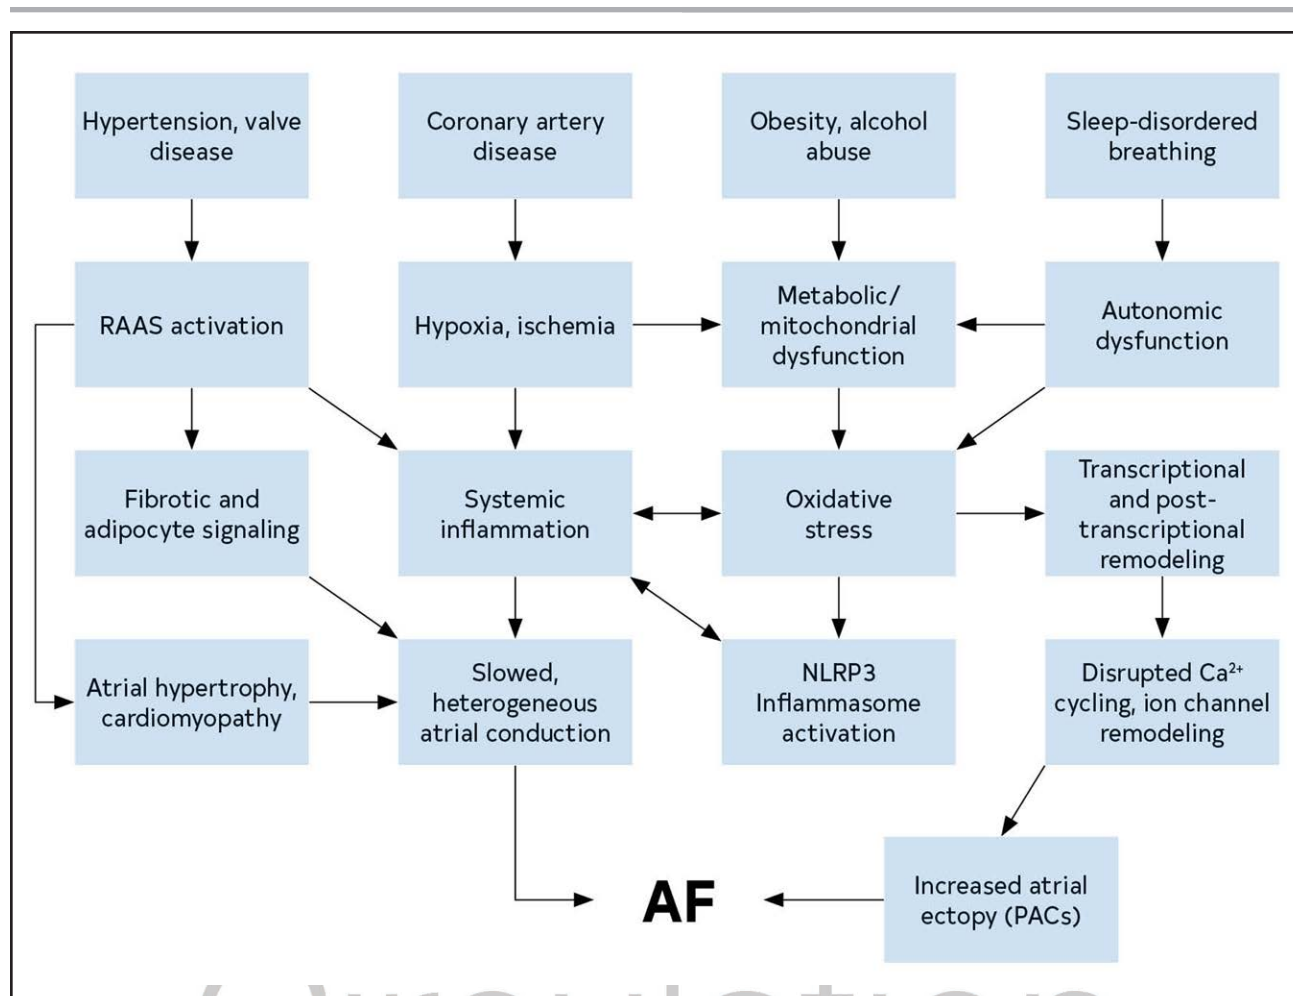 Hypertension, valve
disease
Coronary artery
disease
Obesity, alcohol
abuse
Sleep-disordered
breathing
RAAS activation
Hypoxia, ischemia
Metabolic/
mitochondrial
dysfunction
Autonomic
dysfunction
Fibrotic and
adipocyte signaling
Systemic
inflammation
Oxidative
stress
Transcriptional
and post-
transcriptional
remodeling
Atrial hypertrophy,
cardiomyopathy
Slowed,
heterogeneous
atrial conduction
NLRP3
Inflammasome
activation
Disrupted Ca²⁺
cycling, ion channel
remodeling
AF
Increased atrial
ectopy (PACs)